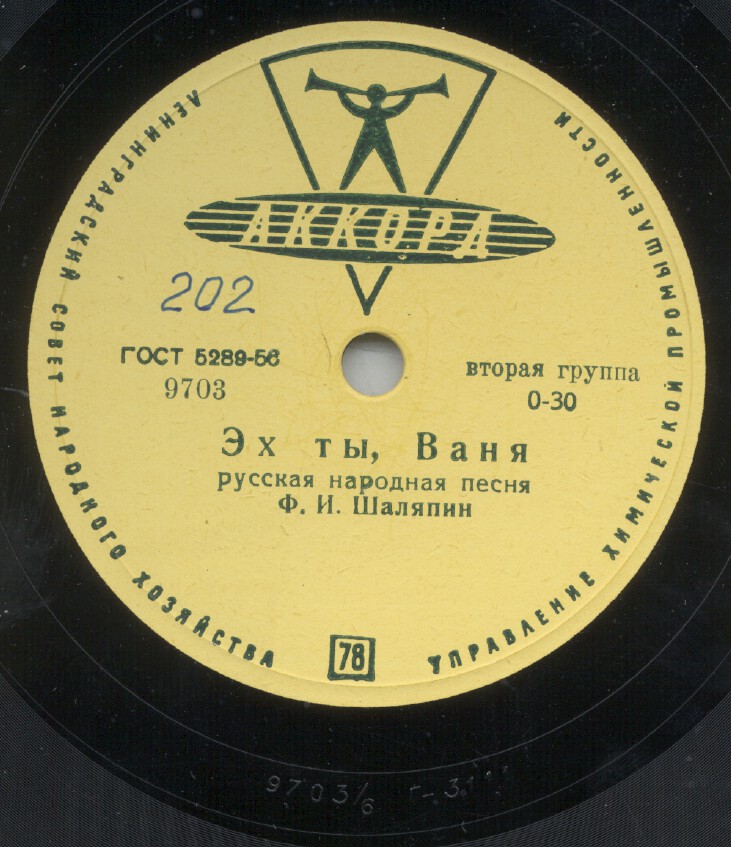 АККОРД
ЛЕНИНГРАДСКИЙ СОВЕТ НАРОДНОГО ХОЗЯЙСТВА
УПРАВЛЕНИЕ ХИМИЧЕСКОЙ ПРОМЫШЛЕННОСТИ
202
ГОСТ 5289-56
9703
вторая группа
0-30
Эх ты, Ваня
русская народная песня
Ф. И. Шаляпин
78
9703/6